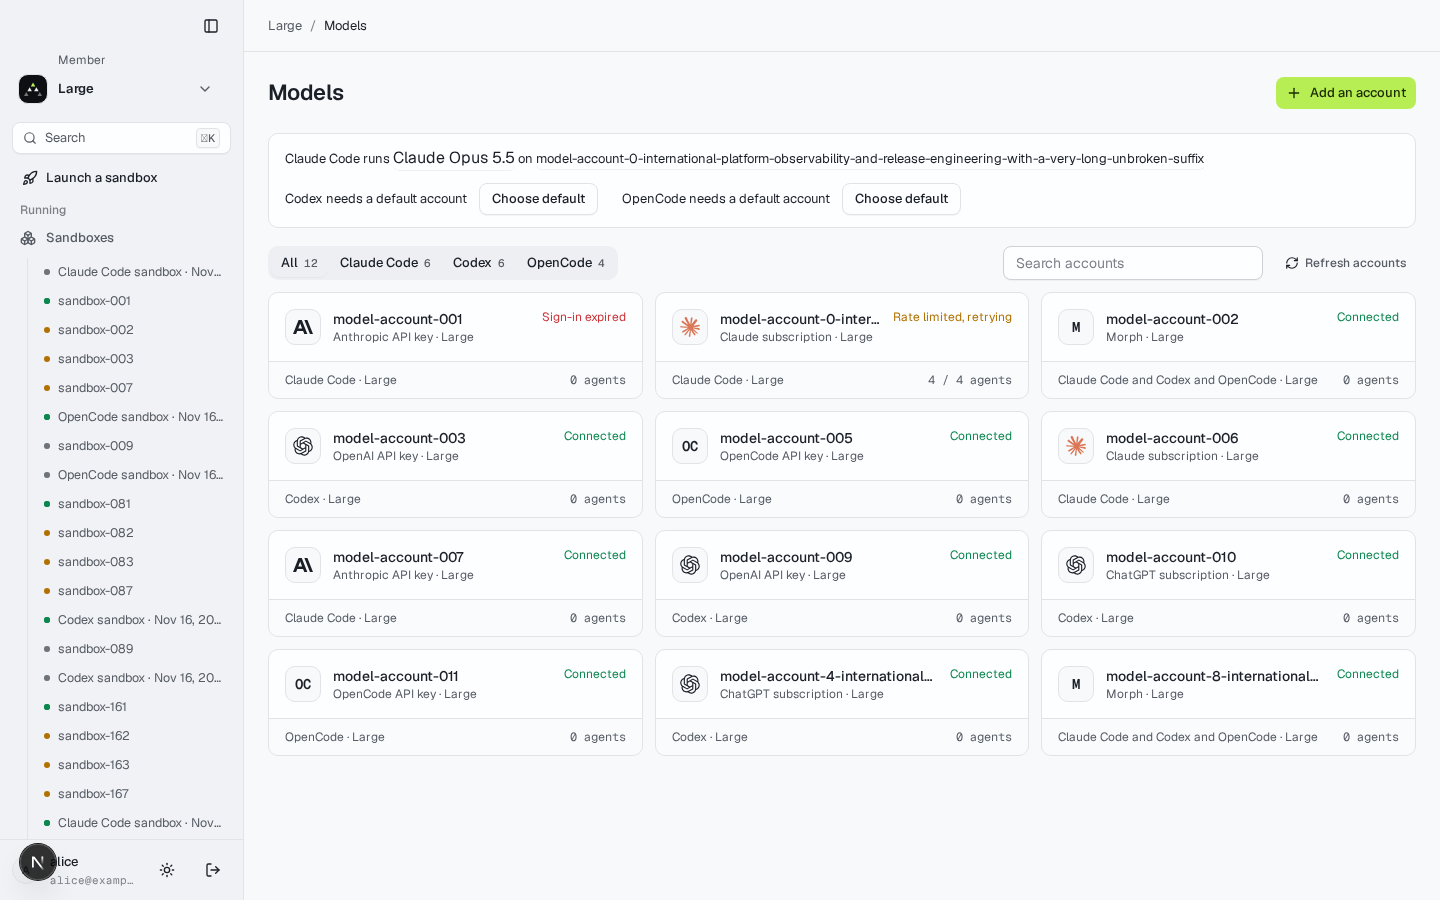 Member
Large
Search
K
Launch a sandbox
Running
Sandboxes
Claude Code sandbox · Nov...
sandbox-001
sandbox-002
sandbox-003
sandbox-007
OpenCode sandbox · Nov 16...
sandbox-009
OpenCode sandbox · Nov 16...
sandbox-081
sandbox-082
sandbox-083
sandbox-087
Codex sandbox · Nov 16, 20...
sandbox-089
Codex sandbox · Nov 16, 20...
sandbox-161
sandbox-162
sandbox-163
sandbox-167
Claude Code sandbox · Nov...
N
alice
alice@examp...
Large / Models
Models
Add an account
Claude Code runs Claude Opus 5.5 on model-account-0-international-platform-observability-and-release-engineering-with-a-very-long-unbroken-suffix
Codex needs a default account Choose default OpenCode needs a default account Choose default
All 12 Claude Code 6 Codex 6 OpenCode 4
Search accounts
Refresh accounts
model-account-001 Sign-in expired
Anthropic API key · Large
Claude Code · Large 0 agents
model-account-0-inter... Rate limited, retrying
Claude subscription · Large
Claude Code · Large 4 / 4 agents
M model-account-002 Connected
Morph · Large
Claude Code and Codex and OpenCode · Large 0 agents
model-account-003 Connected
OpenAI API key · Large
Codex · Large 0 agents
OC model-account-005 Connected
OpenCode API key · Large
OpenCode · Large 0 agents
model-account-006 Connected
Claude subscription · Large
Claude Code · Large 0 agents
model-account-007 Connected
Anthropic API key · Large
Claude Code · Large 0 agents
model-account-009 Connected
OpenAI API key · Large
Codex · Large 0 agents
model-account-010 Connected
ChatGPT subscription · Large
Codex · Large 0 agents
OC model-account-011 Connected
OpenCode API key · Large
OpenCode · Large 0 agents
model-account-4-international... Connected
ChatGPT subscription · Large
Codex · Large 0 agents
M model-account-8-international... Connected
Morph · Large
Claude Code and Codex and OpenCode · Large 0 agents